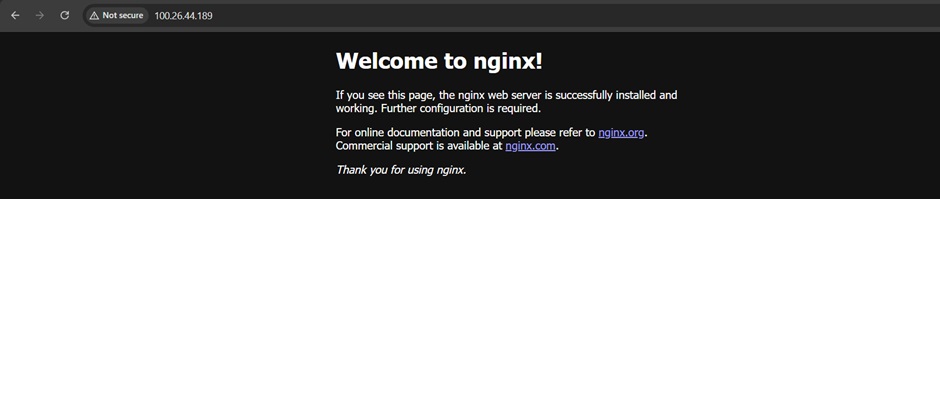 Not secure 100.26.44.189
Welcome to nginx!
If you see this page, the nginx web server is successfully installed and
working. Further configuration is required.
For online documentation and support please refer to nginx.org.
Commercial support is available at nginx.com.
Thank you for using nginx.